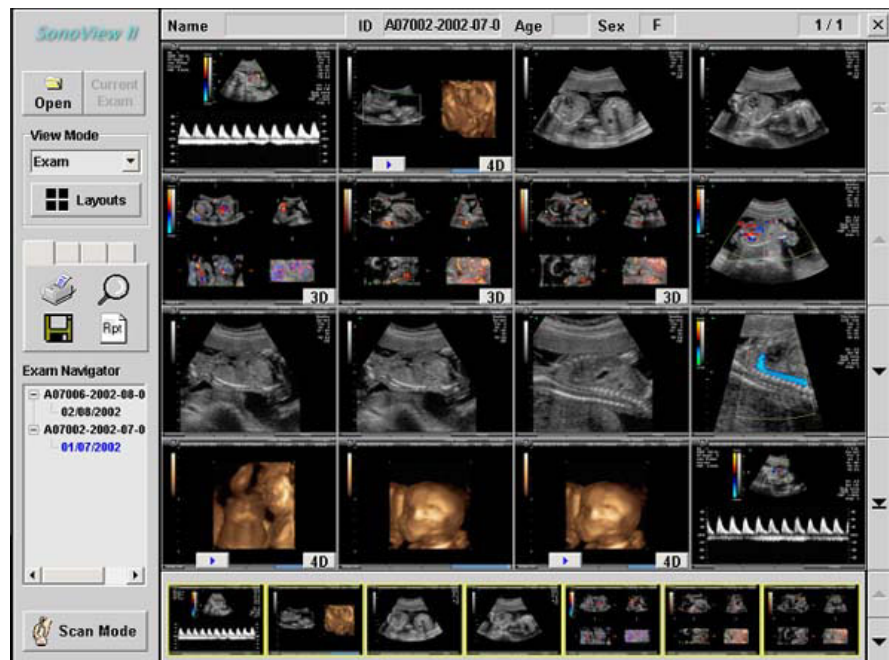 SonoView II
Name ID A07002-2002-07-0 Age Sex F 1 / 1
Open
Current
Exam
View Mode
Exam
Layouts
Rpt
Exam Navigator
A07006-2002-08-0
02/08/2002
A07002-2002-07-0
01/07/2002
Scan Mode
4D
3D
3D
3D
4D
4D